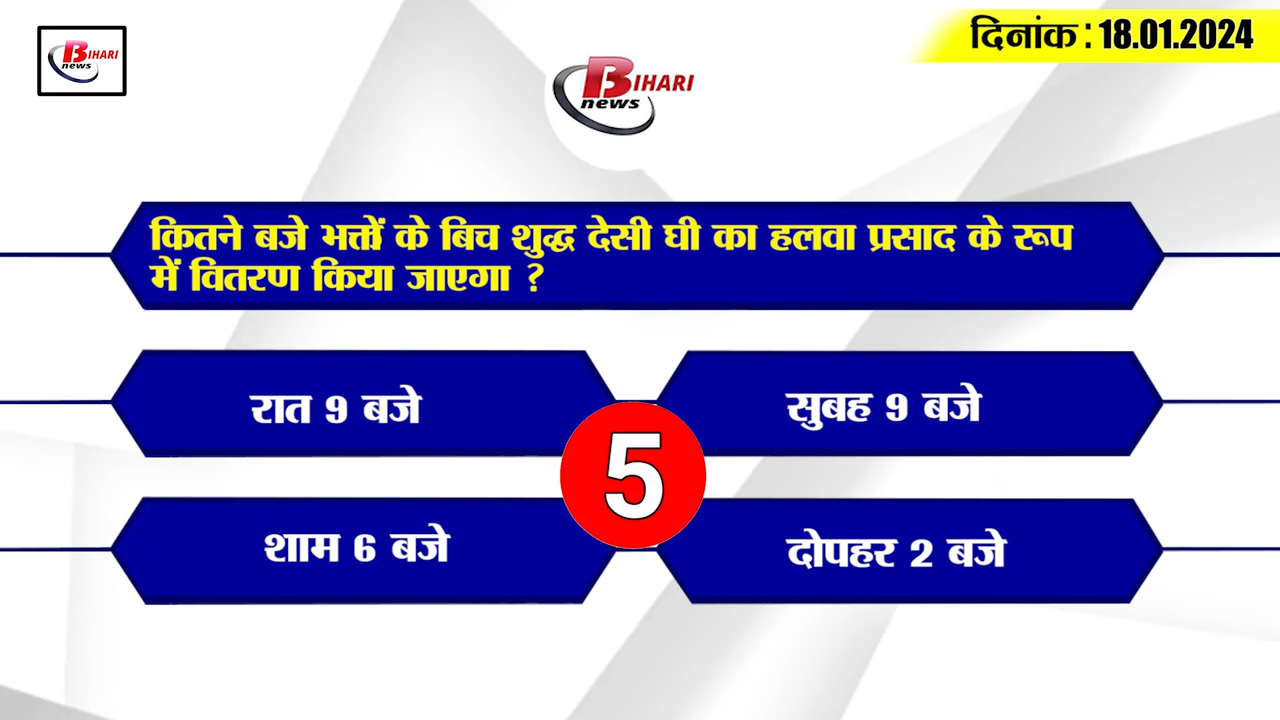 BIHARI
news
दिनांक : 18.01.2024
BIHARI
news
कितने बजे भक्तों के बिच शुद्ध देसी घी का हलवा प्रसाद के रूप
में वितरण किया जाएगा ?
रात 9 बजे
सुबह 9 बजे
5
शाम 6 बजे
दोपहर 2 बजे